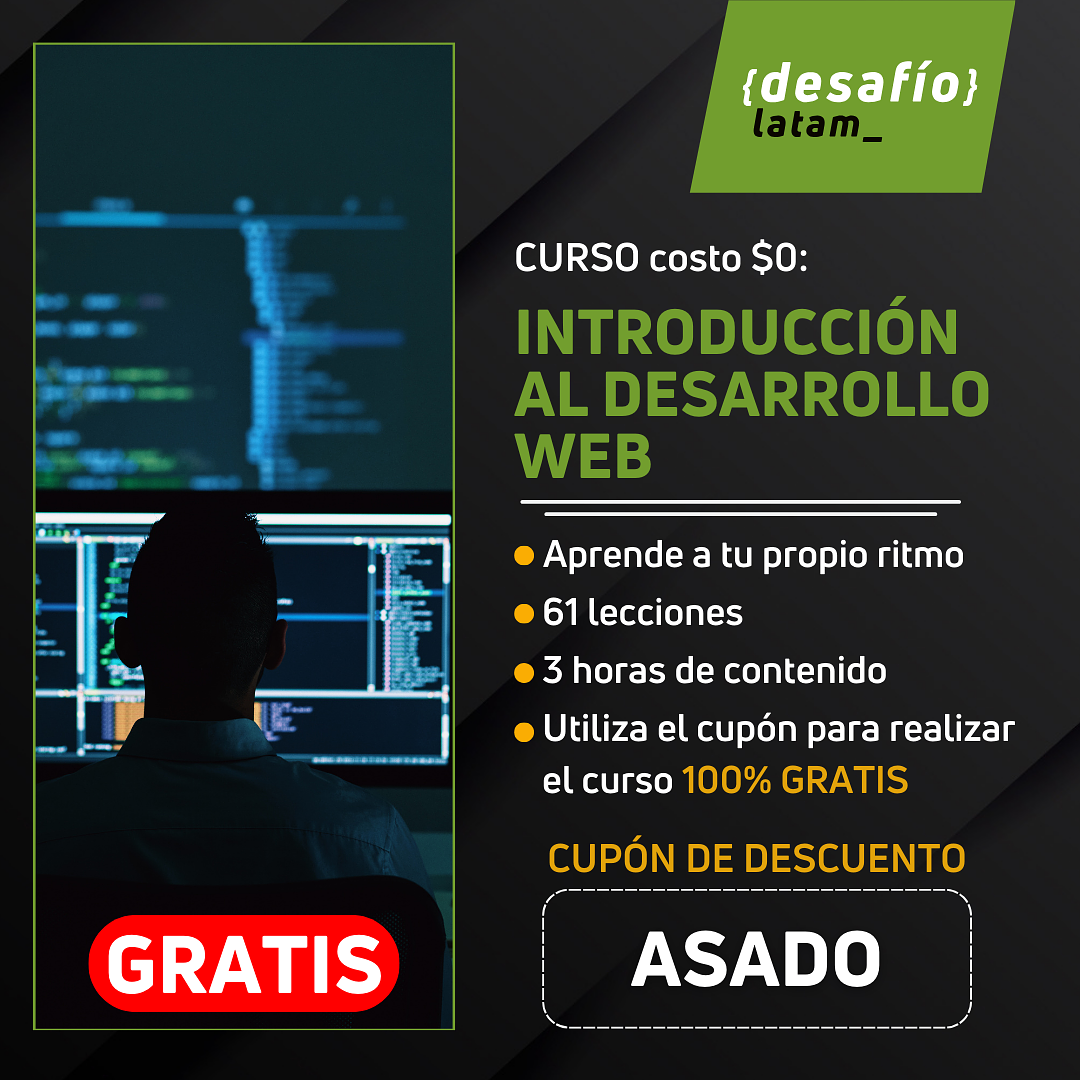 {desafío}
latam_
CURSO costo $0:
INTRODUCCIÓN
AL DESARROLLO
WEB
Aprende a tu propio ritmo
61 lecciones
3 horas de contenido
Utiliza el cupón para realizar
el curso 100% GRATIS
CUPÓN DE DESCUENTO
ASADO
GRATIS